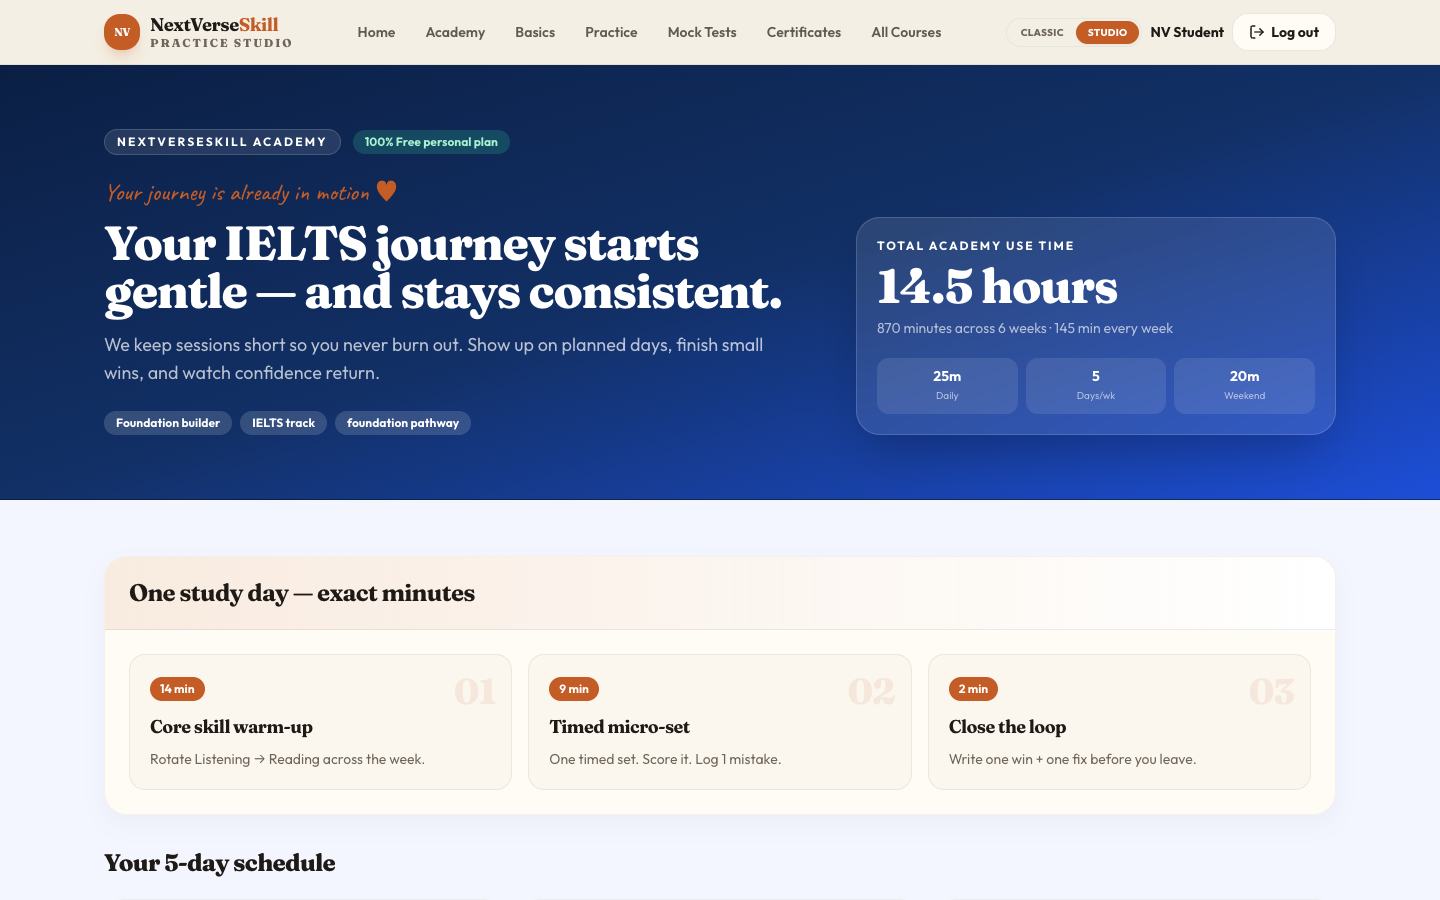 NV
NextVerseSkill
PRACTICE STUDIO
Home
Academy
Basics
Practice
Mock Tests
Certificates
All Courses
CLASSIC
STUDIO
NV Student
Log out
NEXTVERSESKILL ACADEMY
100% Free personal plan
Your journey is already in motion ♥
Your IELTS journey starts
gentle — and stays consistent.
We keep sessions short so you never burn out. Show up on planned days, finish small
wins, and watch confidence return.
Foundation builder
IELTS track
foundation pathway
TOTAL ACADEMY USE TIME
14.5 hours
870 minutes across 6 weeks · 145 min every week
25m
Daily
5
Days/wk
20m
Weekend
One study day — exact minutes
14 min
01
Core skill warm-up
Rotate Listening → Reading across the week.
9 min
02
Timed micro-set
One timed set. Score it. Log 1 mistake.
2 min
03
Close the loop
Write one win + one fix before you leave.
Your 5-day schedule